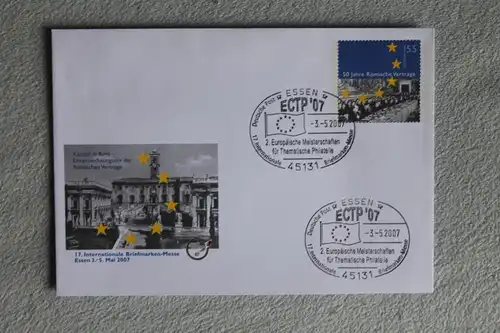 55
50 Jahre Römische Verträge
Deutsche Post
ESSEN
ECTP '07
-3.-5.2007
2. Europäische Meisterschaften
für Thematische Philatelie
17. Internationale Briefmarken-Messe
45131
Kapitol in Rom -
Unterzeichnungsort der
Römischen Verträge
17. Internationale Briefmarken-Messe
Essen 3.-5. Mai 2007
Deutsche Post
ESSEN
ECTP '07
-3.-5.2007
2. Europäische Meisterschaften
für Thematische Philatelie
17. Internationale Briefmarken-Messe
45131